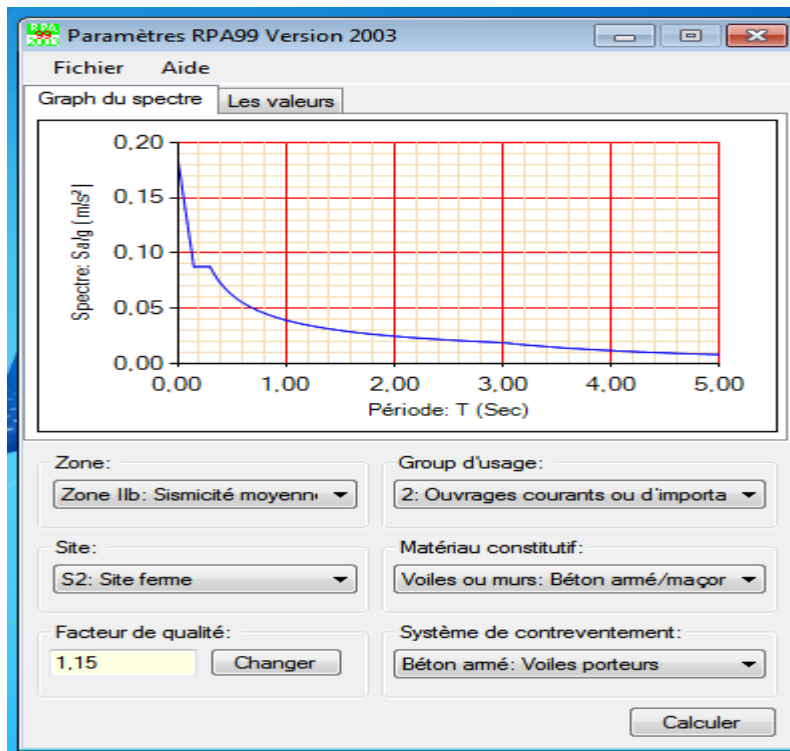 RPA
99
2003
Paramètres RPA99 Version 2003
Fichier Aide
Graph du spectre Les valeurs
Spectre: Sa/g ( m/s²)
0,20
0,15
0,10
0,05
0,00
0,00 1,00 2,00 3,00 4,00 5,00
Période: T (Sec)
Zone: Group d'usage:
Zone IIb: Sismicité moyenn 2: Ouvrages courants ou d'importa
Site: Matériau constitutif:
S2: Site ferme Voiles ou murs: Béton armé/maçor
Facteur de qualité: Système de contreventement:
1,15 Changer Béton armé: Voiles porteurs
Calculer